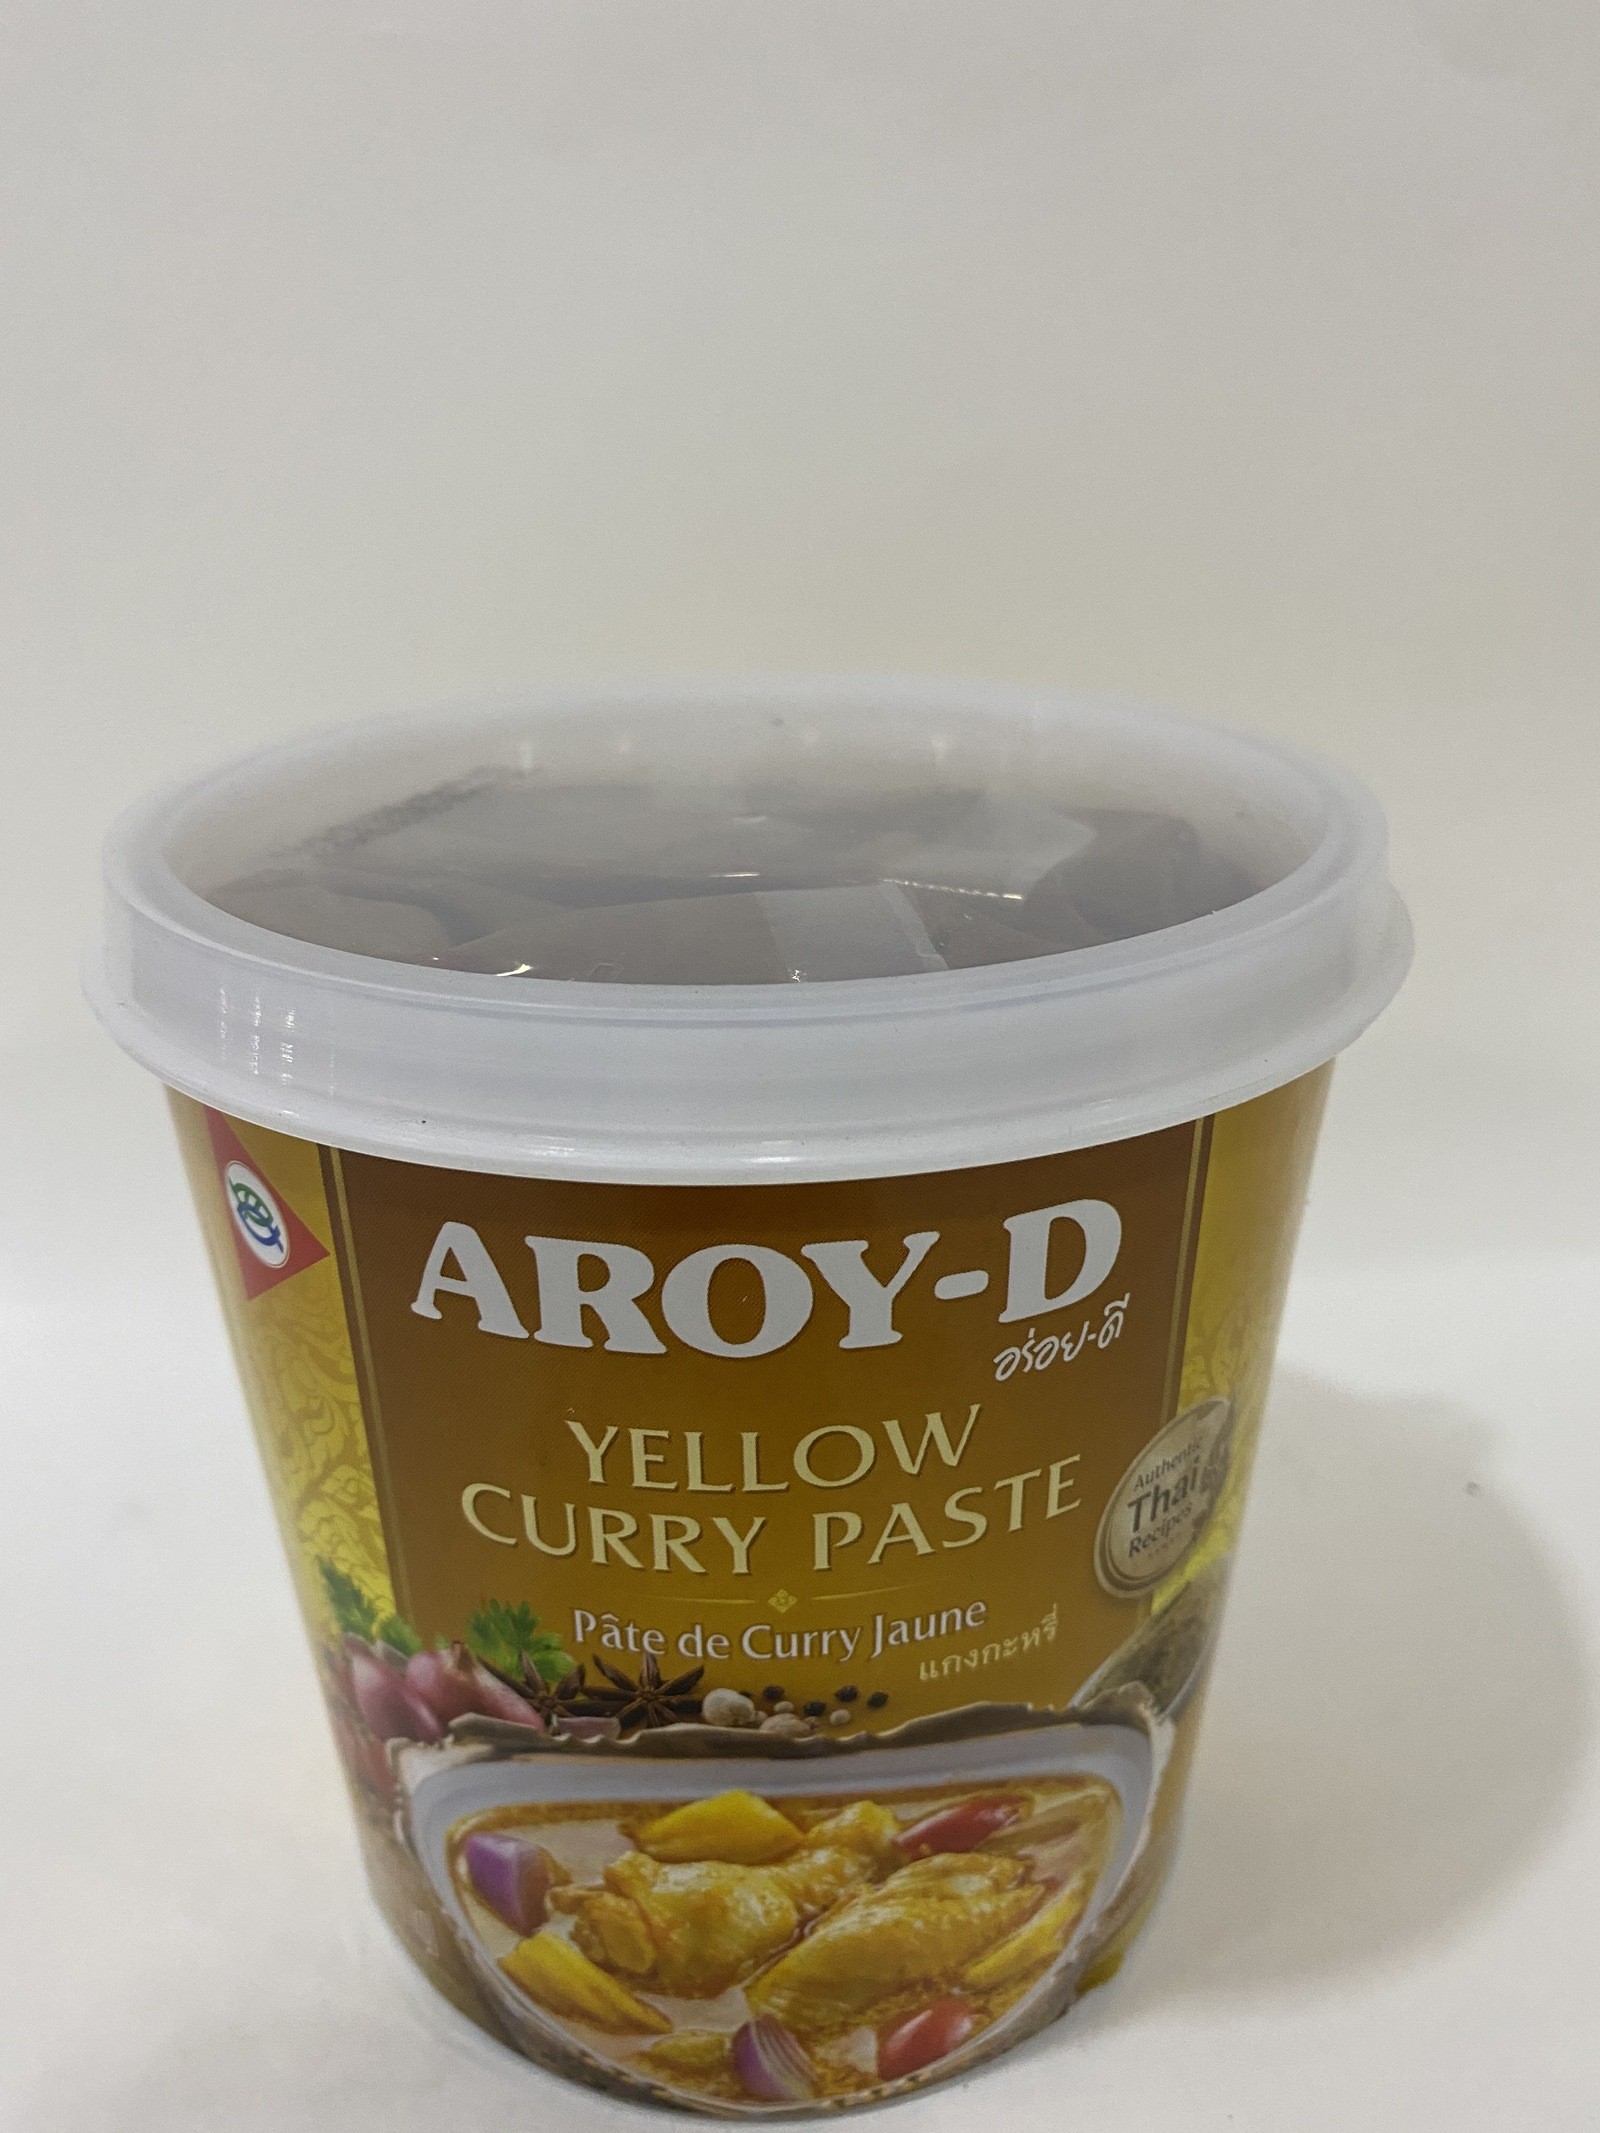 AROY-D
อร่อย-ดี
YELLOW
CURRY PASTE
Authentic
Thai
Recipes
Pâte de Curry Jaune
แกงกะหรี่